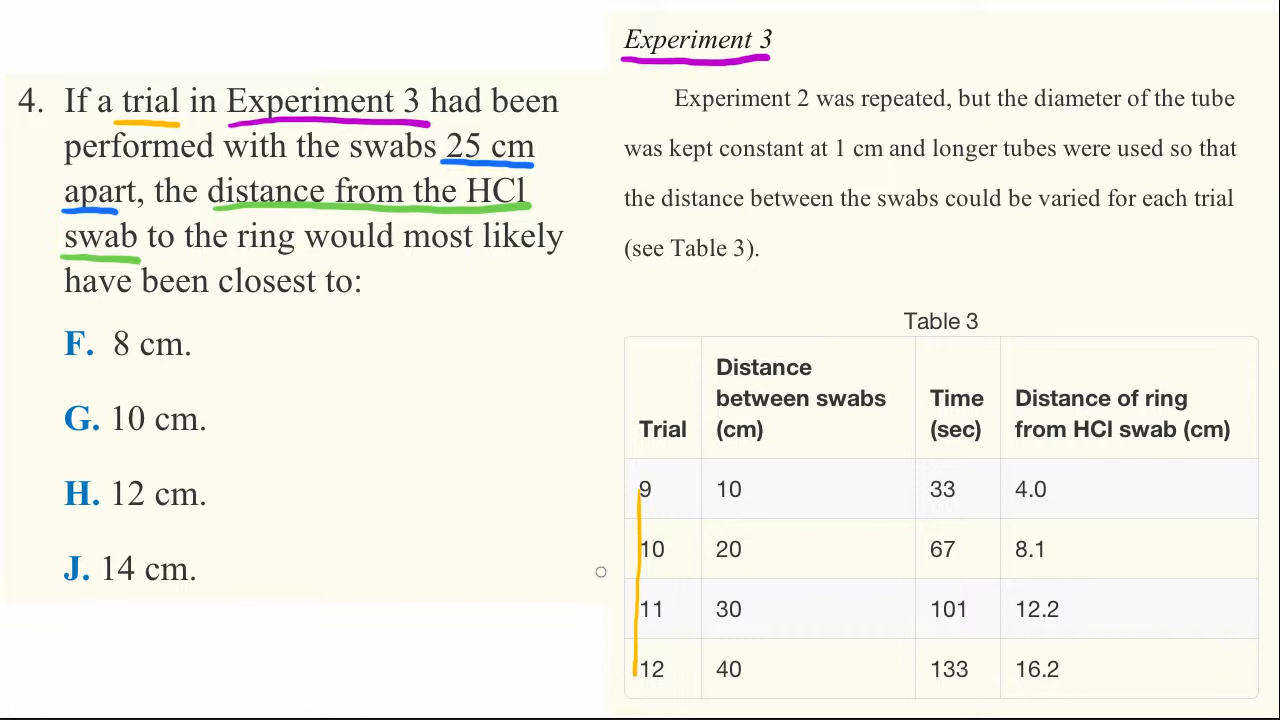 4. If a trial in Experiment 3 had been
performed with the swabs 25 cm
apart, the distance from the HCl
swab to the ring would most likely
have been closest to:
F. 8 cm.
G. 10 cm.
H. 12 cm.
J. 14 cm.
Experiment 3
Experiment 2 was repeated, but the diameter of the tube
was kept constant at 1 cm and longer tubes were used so that
the distance between the swabs could be varied for each trial
(see Table 3).
Table 3
Trial Distance between swabs (cm) Time (sec) Distance of ring from HCl swab (cm)
9 10 33 4.0
10 20 67 8.1
11 30 101 12.2
12 40 133 16.2